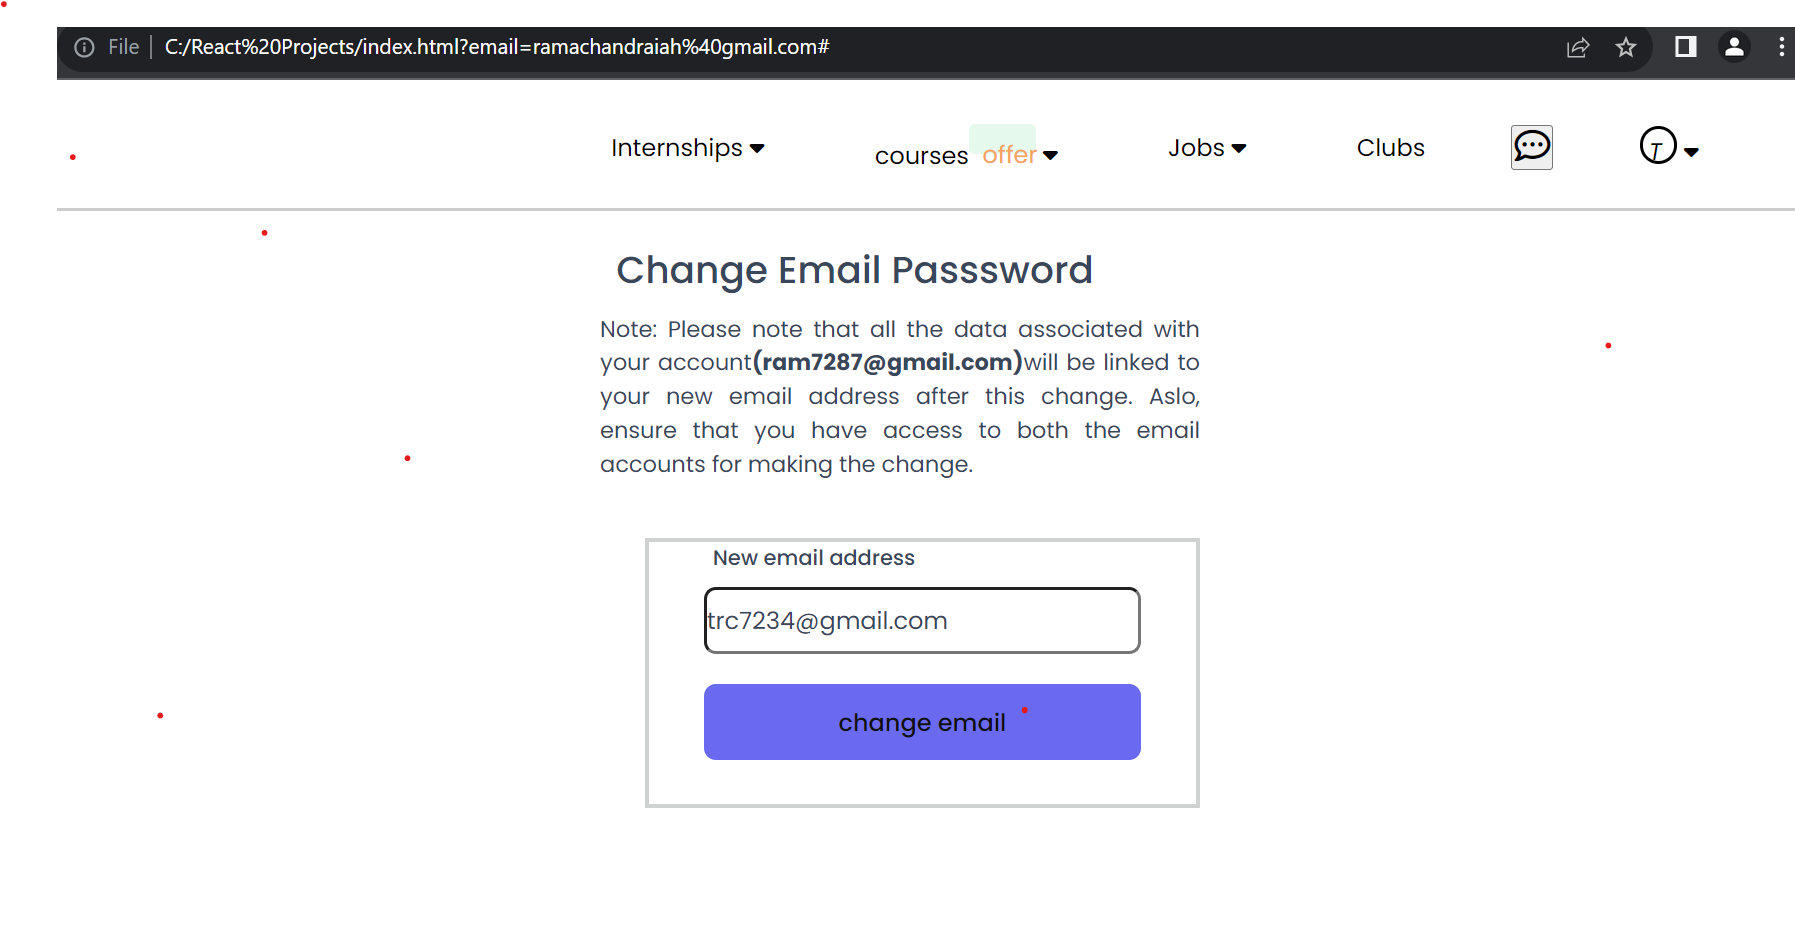 File C:/React%20Projects/index.html?email=ramachandraiah%40gmail.com#
Internships courses offer Jobs Clubs T
Change Email Passsword
Note: Please note that all the data associated with
your account(ram7287@gmail.com)will be linked to
your new email address after this change. Aslo,
ensure that you have access to both the email
accounts for making the change.
New email address
trc7234@gmail.com
change email